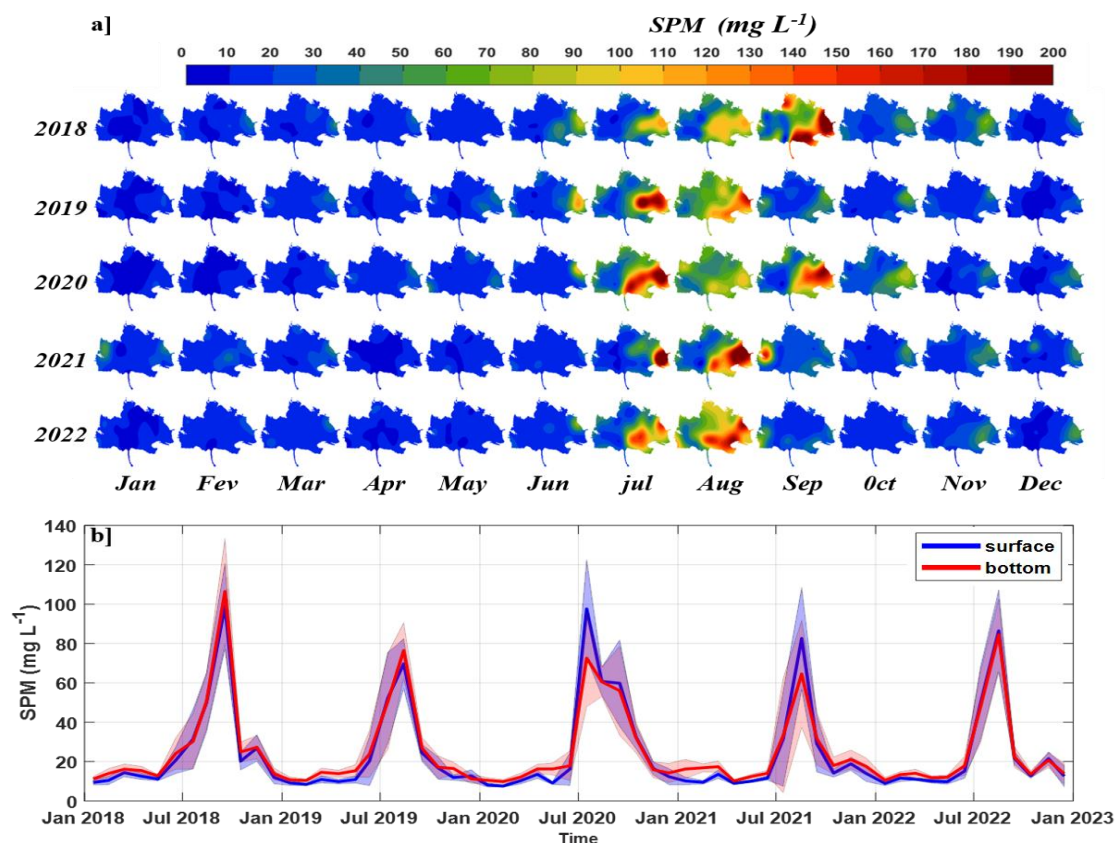 a]
SPM (mg L-1)
0 10 20 30 40 50 60 70 80 90 100 110 120 130 140 150 160 170 180 190 200
2018
2019
2020
2021
2022
Jan Fev Mar Apr May Jun jul Aug Sep 0ct Nov Dec
b]
surface
bottom
SPM (mg L-1)
140
120
100
80
60
40
20
0
Jan 2018 Jul 2018 Jan 2019 Jul 2019 Jan 2020 Jul 2020 Jan 2021 Jul 2021 Jan 2022 Jul 2022 Jan 2023
Time